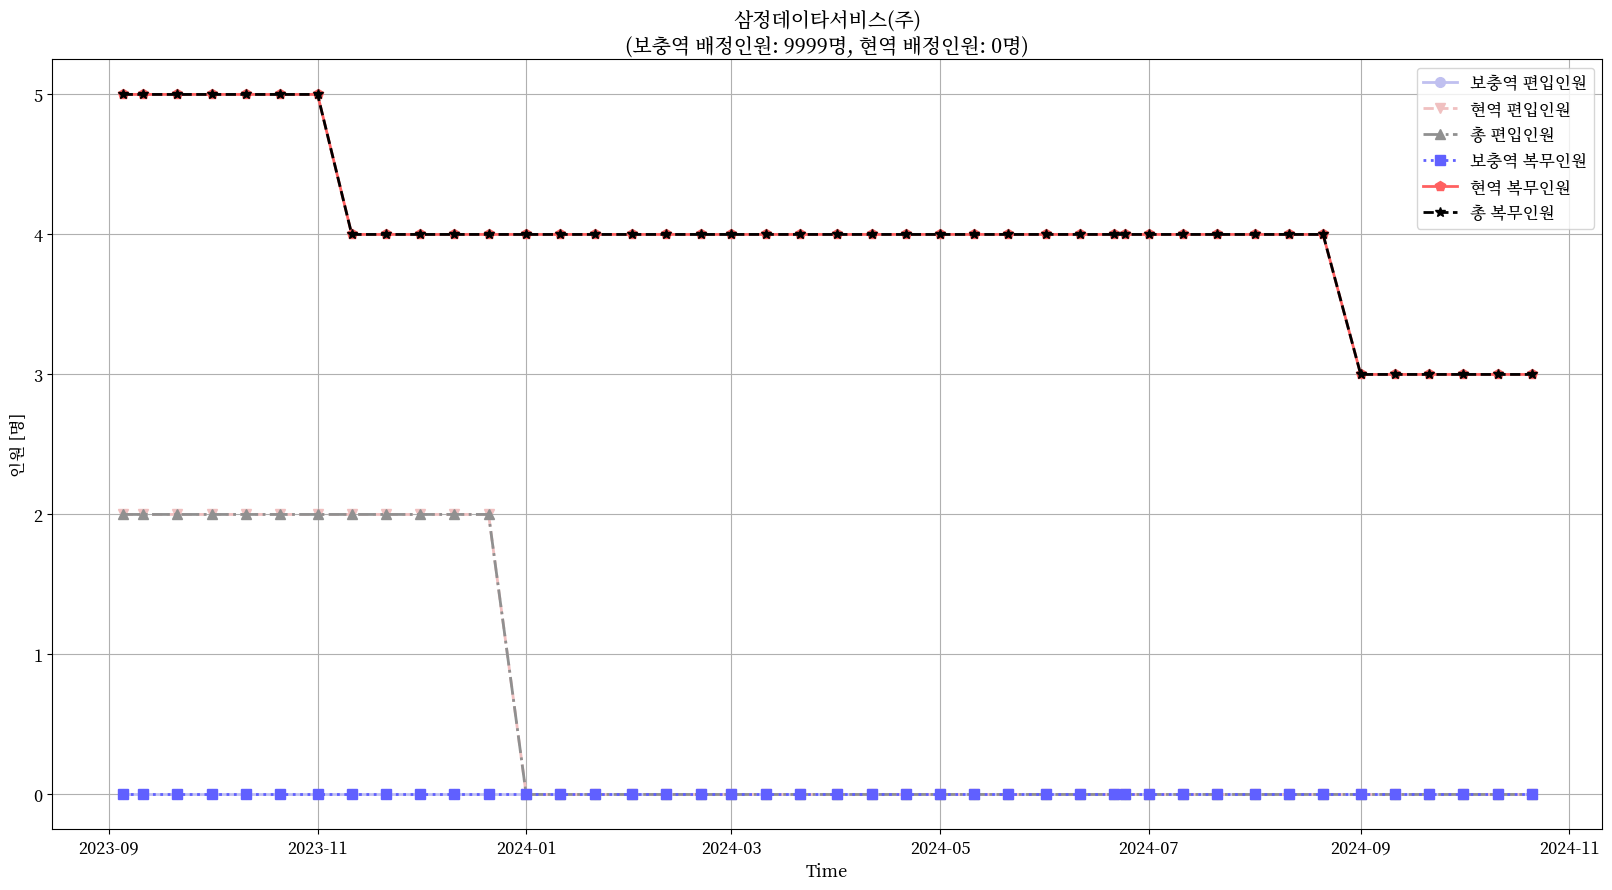 삼정데이타서비스(주)
(보충역 배정인원: 9999명, 현역 배정인원: 0명)
보충역 편입인원
현역 편입인원
총 편입인원
보충역 복무인원
현역 복무인원
총 복무인원
인원 [명]
5
4
3
2
1
0
2023-09
2023-11
2024-01
2024-03
2024-05
2024-07
2024-09
2024-11
Time